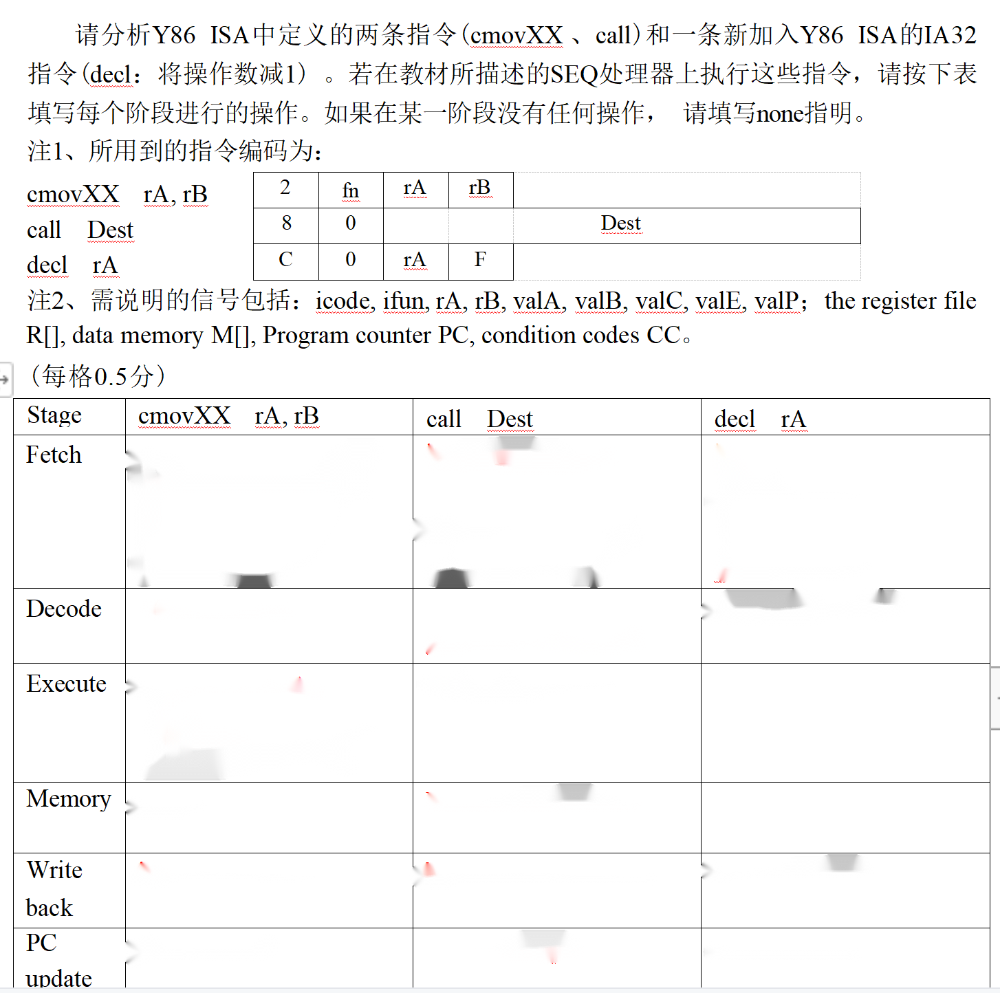 请分析Y86 ISA中定义的两条指令(cmovXX 、call)和一条新加入Y86 ISA的IA32
指令(decl：将操作数减1) 。若在教材所描述的SEQ处理器上执行这些指令，请按下表
填写每个阶段进行的操作。如果在某一阶段没有任何操作， 请填写none指明。
注1、所用到的指令编码为：
cmovXX rA, rB 2 fn rA rB
call Dest 8 0 Dest
decl rA C 0 rA F
注2、需说明的信号包括：icode, ifun, rA, rB, valA, valB, valC, valE, valP；the register file
R[], data memory M[], Program counter PC, condition codes CC。
（每格0.5分）
Stage cmovXX rA, rB call Dest decl rA
Fetch
Decode
Execute
Memory
Write
back
PC
update